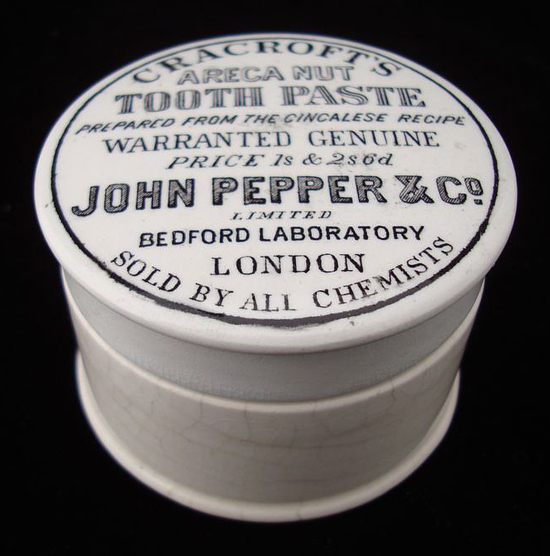 CRACROFT'S
ARECA NUT
TOOTH PASTE
PREPARED FROM THE CINCALESE RECIPE
WARRANTED GENUINE
PRICE 1s & 2s6d
JOHN PEPPER & Co
LIMITED
BEDFORD LABORATORY
LONDON
SOLD BY ALL CHEMISTS